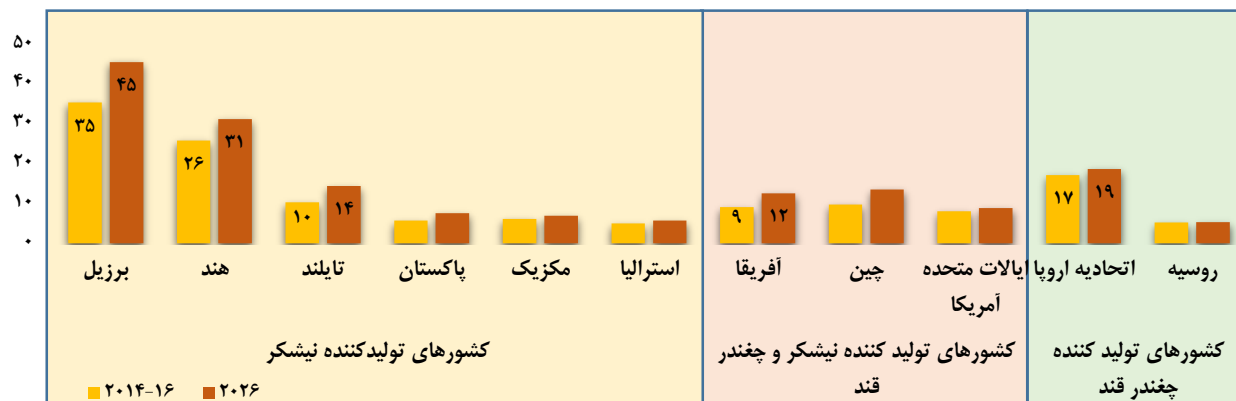 ۵۰
۴۰
۳۰
۲۰
۱۰
۰
۳۵
۴۵
۲۶
۳۱
۱۰
۱۴
۹
۱۲
۱۷
۱۹
برزیل
هند
تایلند
پاکستان
مکزیک
استرالیا
آفریقا
چین
ایالات متحده
آمریکا
اتحادیه اروپا
روسیه
کشورهای تولیدکننده نیشکر
کشورهای تولید کننده نیشکر و چغندر
قند
کشورهای تولید کننده
چغندر قند
۲۰۱۴-۱۶
۲۰۲۶